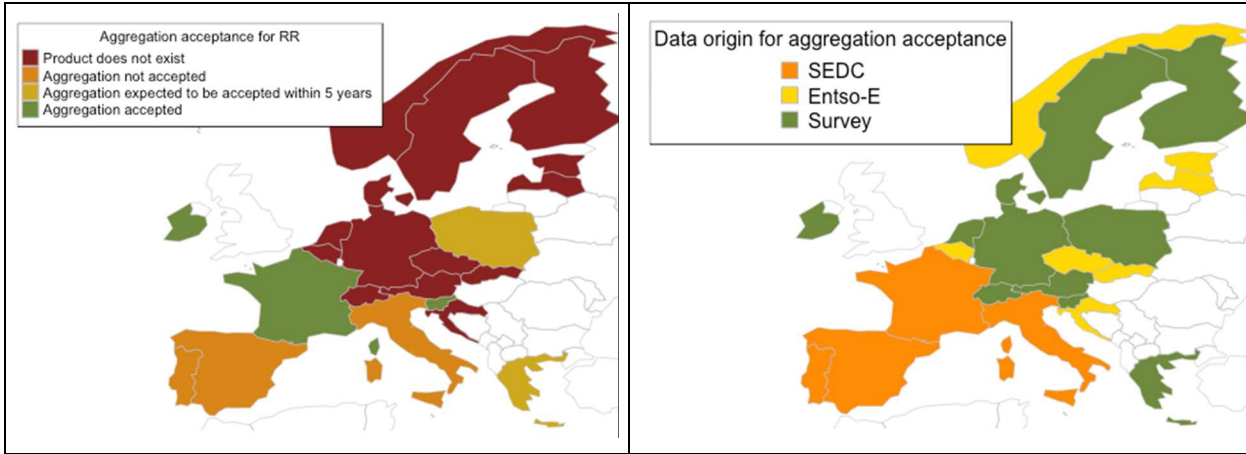 Aggregation acceptance for RR
Product does not exist
Aggregation not accepted
Aggregation expected to be accepted within 5 years
Aggregation accepted
Data origin for aggregation acceptance
SEDC
Entso-E
Survey